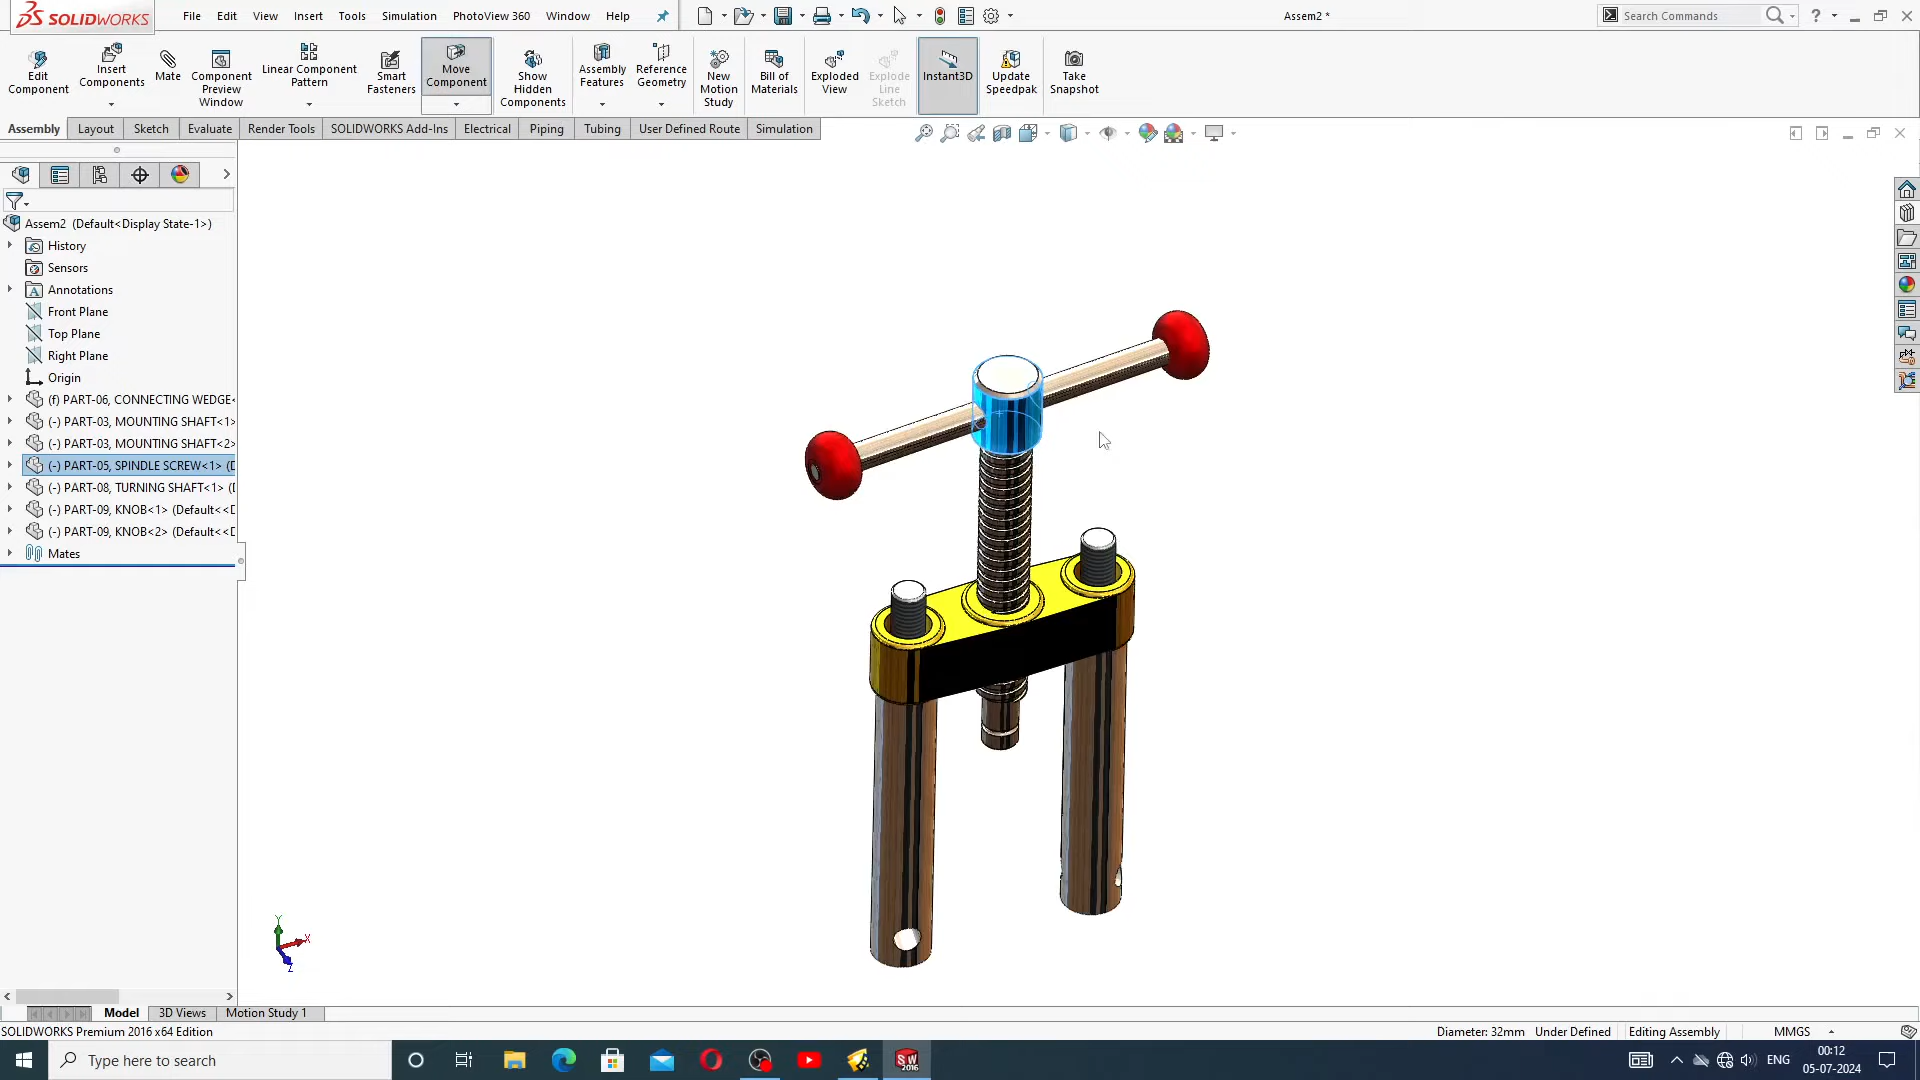 SOLIDWORKS
File Edit View Insert Tools Simulation PhotoView 360 Window Help
Assem2 *
Search Commands
?
Edit Component
Insert Components
Mate
Component Preview Window
Linear Component Pattern
Smart Fasteners
Move Component
Show Hidden Components
Assembly Features
Reference Geometry
New Motion Study
Bill of Materials
Exploded View
Explode Line Sketch
Instant3D
Update Speedpak
Take Snapshot
Assembly Layout Sketch Evaluate Render Tools SOLIDWORKS Add-Ins Electrical Piping Tubing User Defined Route Simulation
Assem2 (Default<Display State-1>)
History
Sensors
Annotations
Front Plane
Top Plane
Right Plane
Origin
(f) PART-06, CONNECTING WEDGE<
(-) PART-03, MOUNTING SHAFT<1>
(-) PART-03, MOUNTING SHAFT<2>
(-) PART-05, SPINDLE SCREW<1> (D
(-) PART-08, TURNING SHAFT<1> (D
(-) PART-09, KNOB<1> (Default<<D
(-) PART-09, KNOB<2> (Default<<D
Mates
Y
X
Z
Model 3D Views Motion Study 1
SOLIDWORKS Premium 2016 x64 Edition
Diameter: 32mm Under Defined Editing Assembly MMGS
Type here to search
SW
2016
ENG
00:12
05-07-2024